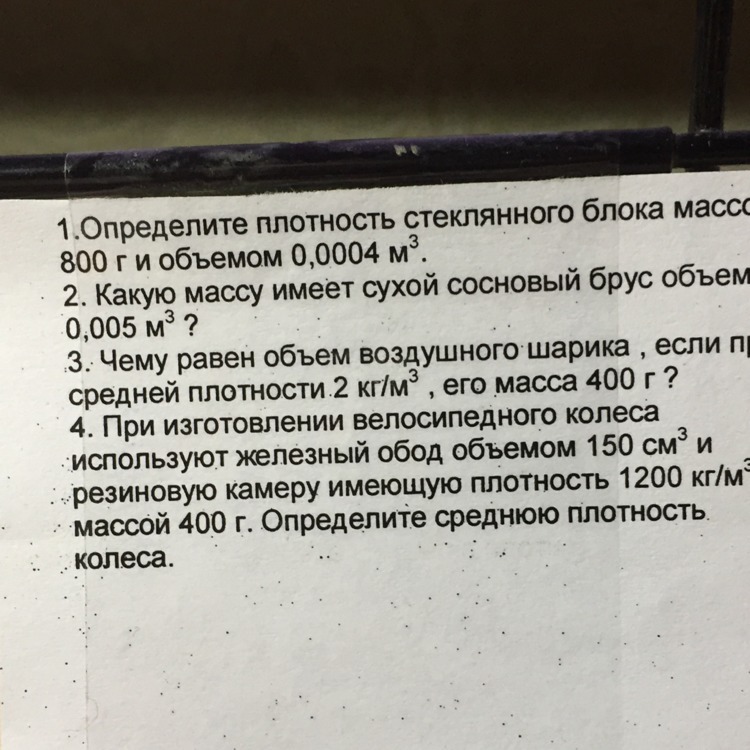 1.Определите плотность стеклянного блока массо
800 г и объемом 0,0004 м³.
2. Какую массу имеет сухой сосновый брус объем
0,005 м³ ?
3. Чему равен объем воздушного шарика , если пр
средней плотности 2 кг/м³ , его масса 400 г ?
4. При изготовлении велосипедного колеса
используют железный обод объемом 150 см³ и
резиновую камеру имеющую плотность 1200 кг/м³
массой 400 г. Определите среднюю плотность
колеса.